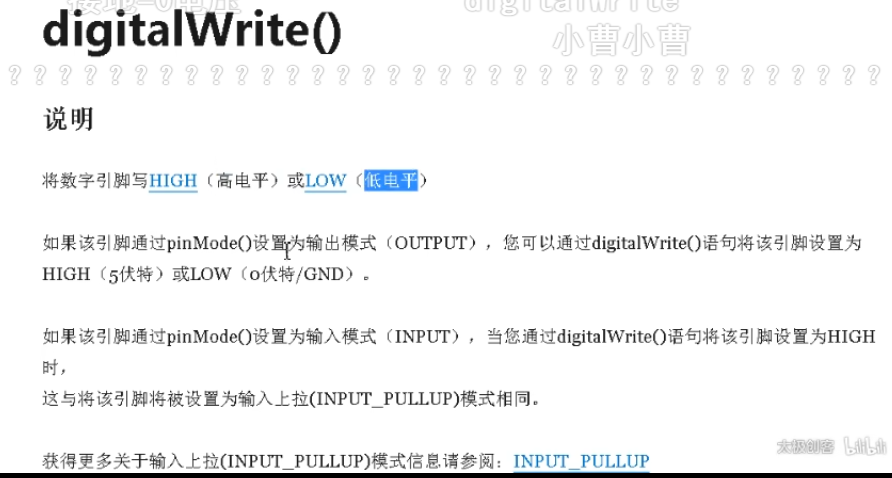 接地=0电压
digitalwrite
digitalWrite()
小曹小曹
？？？？？？？？？？？？？？？？？？？？？？？？？？？？？？？？？？？？？？
说明
将数字引脚写HIGH（高电平）或LOW（低电平）
如果该引脚通过pinMode()设置为输出模式（OUTPUT），您可以通过digitalWrite()语句将该引脚设置为
HIGH（5伏特）或LOW（0伏特/GND）。
如果该引脚通过pinMode()设置为输入模式（INPUT），当您通过digitalWrite()语句将该引脚设置为HIGH
时，
这与将该引脚将被设置为输入上拉(INPUT_PULLUP)模式相同。
获得更多关于输入上拉(INPUT_PULLUP)模式信息请参阅：INPUT_PULLUP
太极创客 bilibili